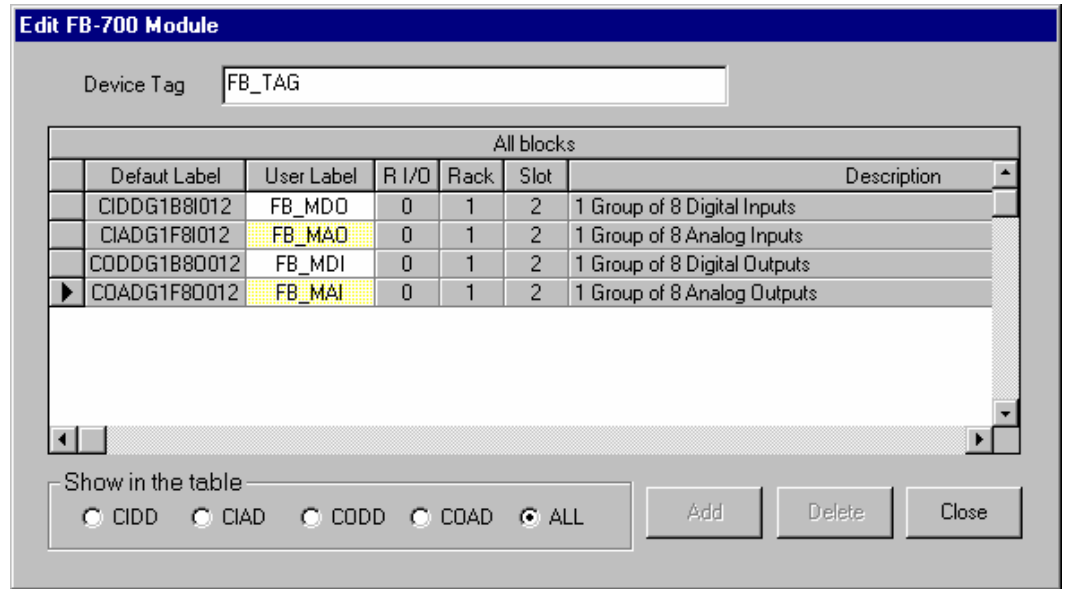 Edit FB-700 Module
Device Tag FB_TAG
All blocks
Defaut Label User Label R I/O Rack Slot Description
CIDDG1B8I012 FB_MDO 0 1 2 1 Group of 8 Digital Inputs
CIADG1F8I012 FB_MAO 0 1 2 1 Group of 8 Analog Inputs
CODDG1B8O012 FB_MDI 0 1 2 1 Group of 8 Digital Outputs
COADG1F8O012 FB_MAI 0 1 2 1 Group of 8 Analog Outputs
Show in the table
CIDD CIAD CODD COAD ALL Add Delete Close